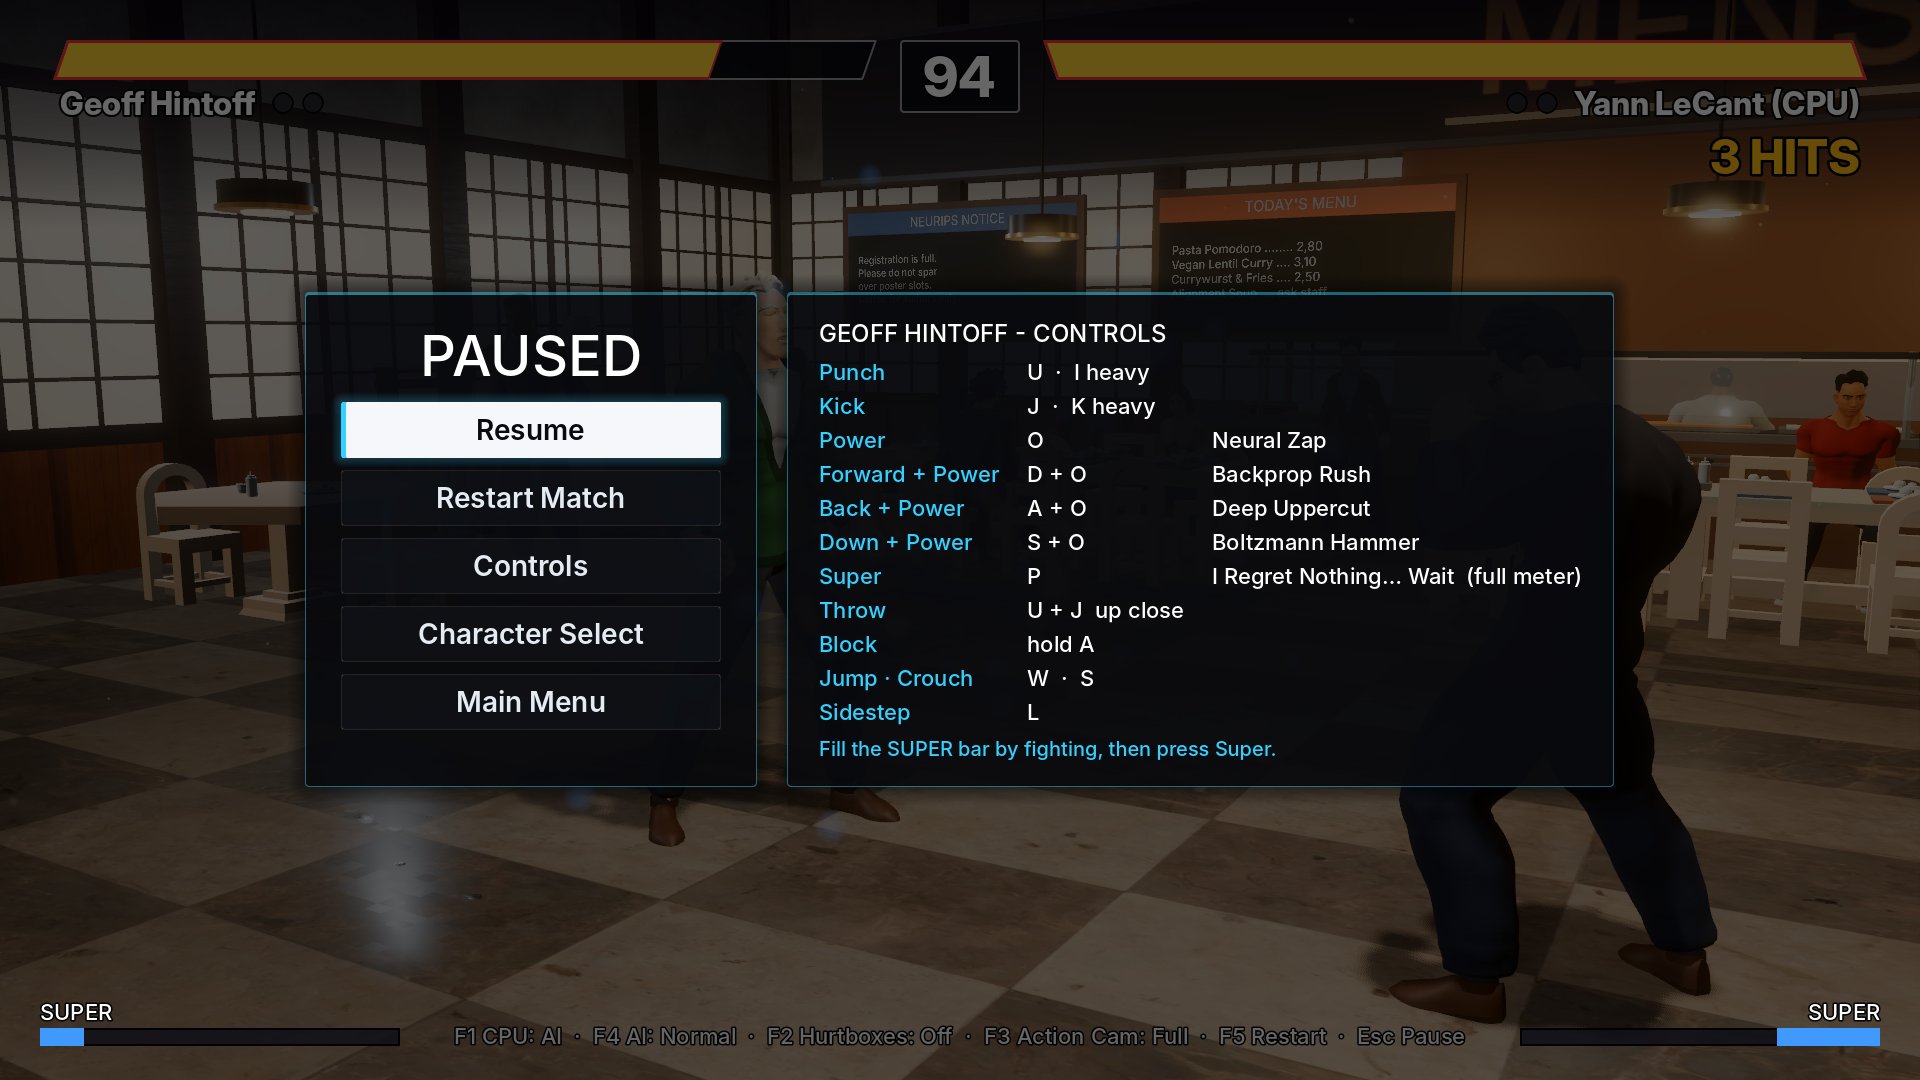 MENS
94
Geoff Hintoff
Yann LeCant (CPU)
3 HITS
NEURIPS NOTICE
Registration is full.
Please do not spar
over poster slots.
TODAY'S MENU
Pasta Pomodoro ........ 2,80
Vegan Lentil Curry .... 3,10
Currywurst & Fries .... 2,50
Alignment Soup ... ask staff
PAUSED
Resume
Restart Match
Controls
Character Select
Main Menu
GEOFF HINTOFF - CONTROLS
Punch U · I heavy
Kick J · K heavy
Power O Neural Zap
Forward + Power D + O Backprop Rush
Back + Power A + O Deep Uppercut
Down + Power S + O Boltzmann Hammer
Super P I Regret Nothing... Wait (full meter)
Throw U + J up close
Block hold A
Jump · Crouch W · S
Sidestep L
Fill the SUPER bar by fighting, then press Super.
SUPER
F1 CPU: AI · F4 AI: Normal · F2 Hurtboxes: Off · F3 Action Cam: Full · F5 Restart · Esc Pause
SUPER